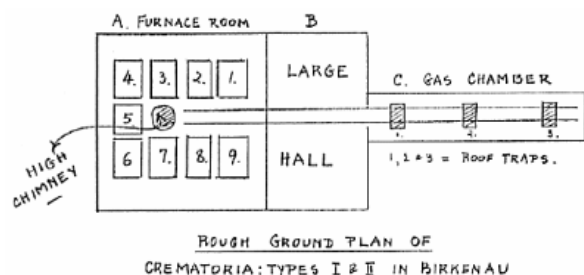 A. FURNACE ROOM
B
4. 3. 2. 1.
LARGE
C. GAS CHAMBER
5
1. 2. 3.
HALL
6 7. 8. 9.
1, 2 & 3 = ROOF TRAPS.
HIGH
CHIMNEY
ROUGH GROUND PLAN OF
CREMATORIA: TYPES I & II IN BIRKENAU